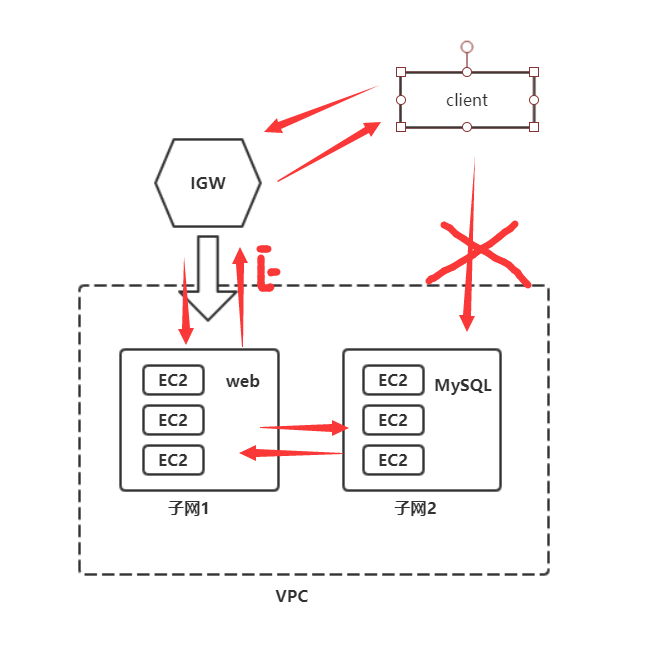 client
IGW
EC2
web
EC2
EC2
EC2
MySQL
EC2
EC2
子网1
子网2
VPC